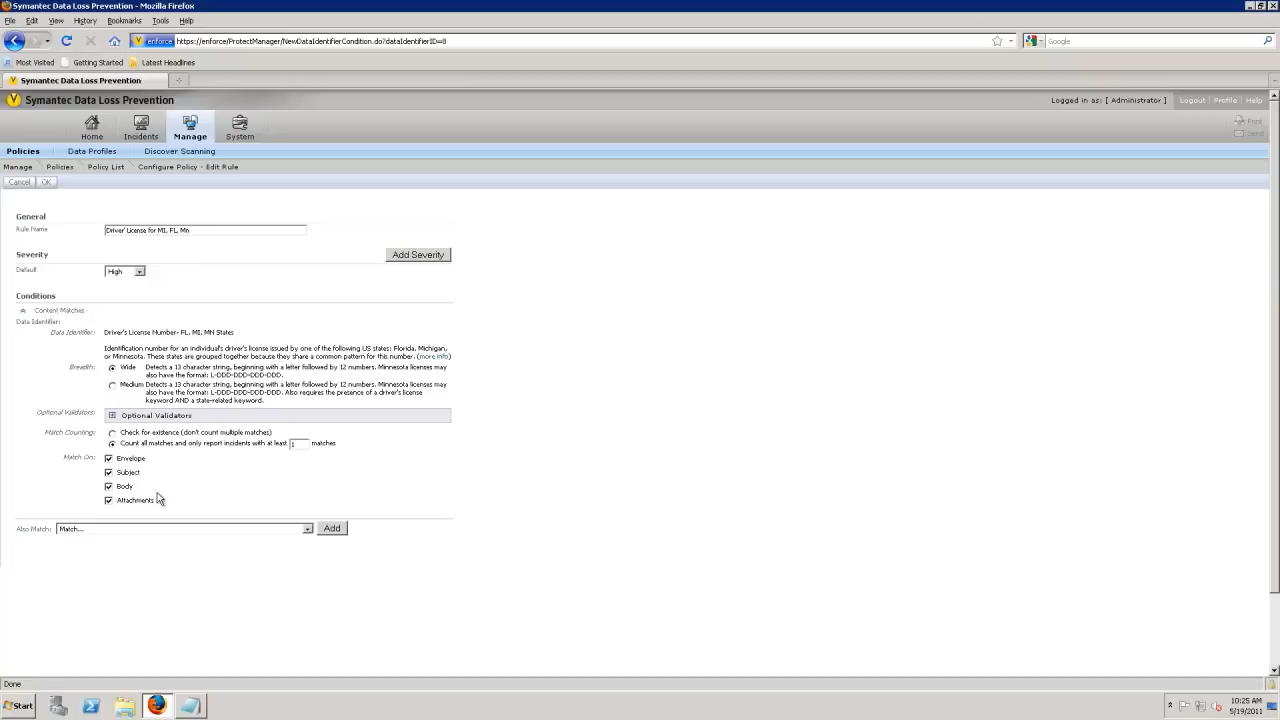 Symantec Data Loss Prevention - Mozilla Firefox
File Edit View History Bookmarks Tools Help
enforce https://enforce/ProtectManager/NewDataIdentifierCondition.do?dataIdentifierID=8 Google
Most Visited Getting Started Latest Headlines
Symantec Data Loss Prevention
Symantec Data Loss Prevention Logged in as: [ Administrator ] Logout Profile Help
Print
Send
Home Incidents Manage System
Policies Data Profiles Discover Scanning
Manage Policies Policy List Configure Policy - Edit Rule
Cancel OK
General
Rule Name Driver' License for MI, FL, Mn
Severity Add Severity
Default High
Conditions
Content Matches
Data Identifier:
Data Identifier: Driver's License Number- FL, MI, MN States
Identification number for an individual's driver's license issued by one of the following US states: Florida, Michigan,
or Minnesota. These states are grouped together because they share a common pattern for this number. (more info)
Breadth: Wide Detects a 13 character string, beginning with a letter followed by 12 numbers. Minnesota licenses may
also have the format: L-DDD-DDD-DDD-DDD.
Medium Detects a 13 character string, beginning with a letter followed by 12 numbers. Minnesota licenses may
also have the format: L-DDD-DDD-DDD-DDD. Also requires the presence of a driver's license
keyword AND a state-related keyword.
Optional Validators: Optional Validators
Match Counting: Check for existence (don't count multiple matches)
Count all matches and only report incidents with at least 1 matches
Match On: Envelope
Subject
Body
Attachments
Also Match: Match... Add
Done
Start 10:25 AM
5/19/2011